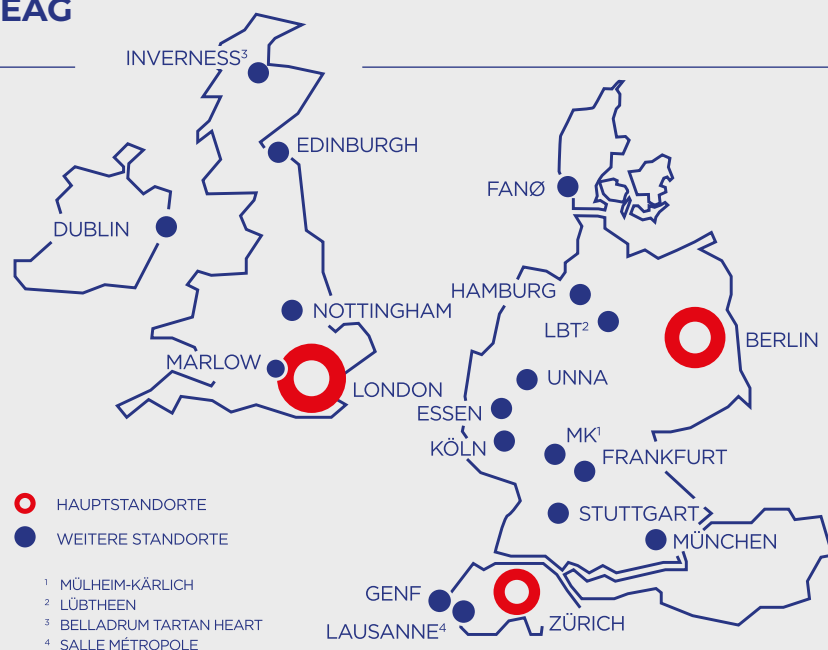 EAG
INVERNESS³
EDINBURGH
FANØ
DUBLIN
HAMBURG
NOTTINGHAM
LBT²
BERLIN
MARLOW
LONDON
UNNA
ESSEN
MK¹
KÖLN
FRANKFURT
HAUPTSTANDORTE
STUTTGART
WEITERE STANDORTE
MÜNCHEN
¹ MÜLHEIM-KÄRLICH
GENF
² LÜBTHEEN
³ BELLADRUM TARTAN HEART
ZÜRICH
LAUSANNE⁴
⁴ SALLE MÉTROPOLE